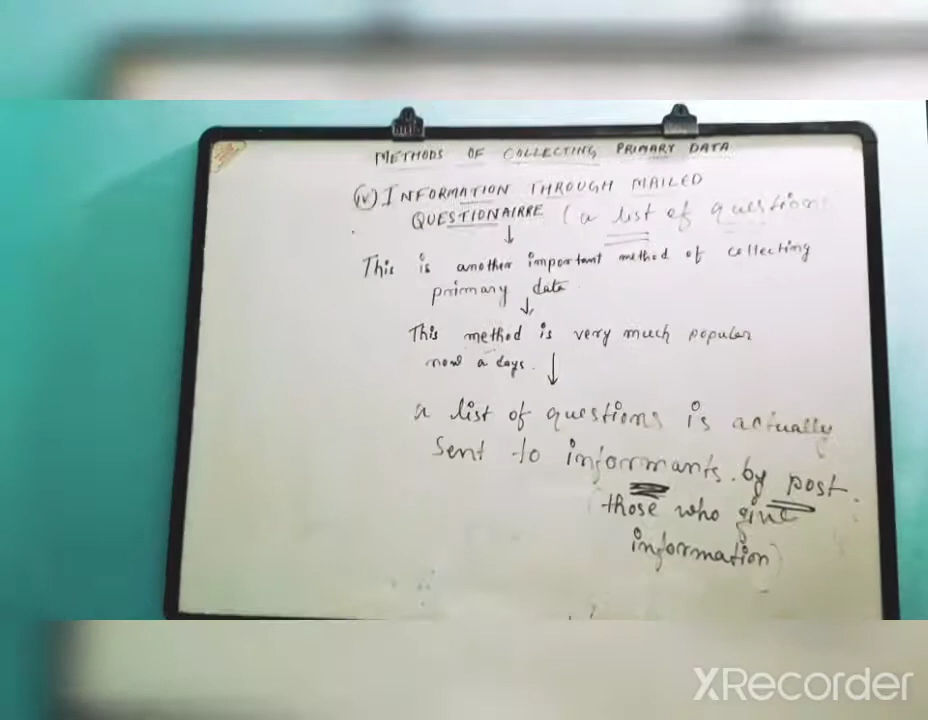 METHODS OF COLLECTING PRIMARY DATA
(iv) INFORMATION THROUGH MAILED
QUESTIONAIRRE (a list of question
↓
This is another important method of collecting
primary data
↓
This method is very much popular
now a days.
↓
a list of questions is actually
sent to informants. by post.
(those who give
information)
XRecorder